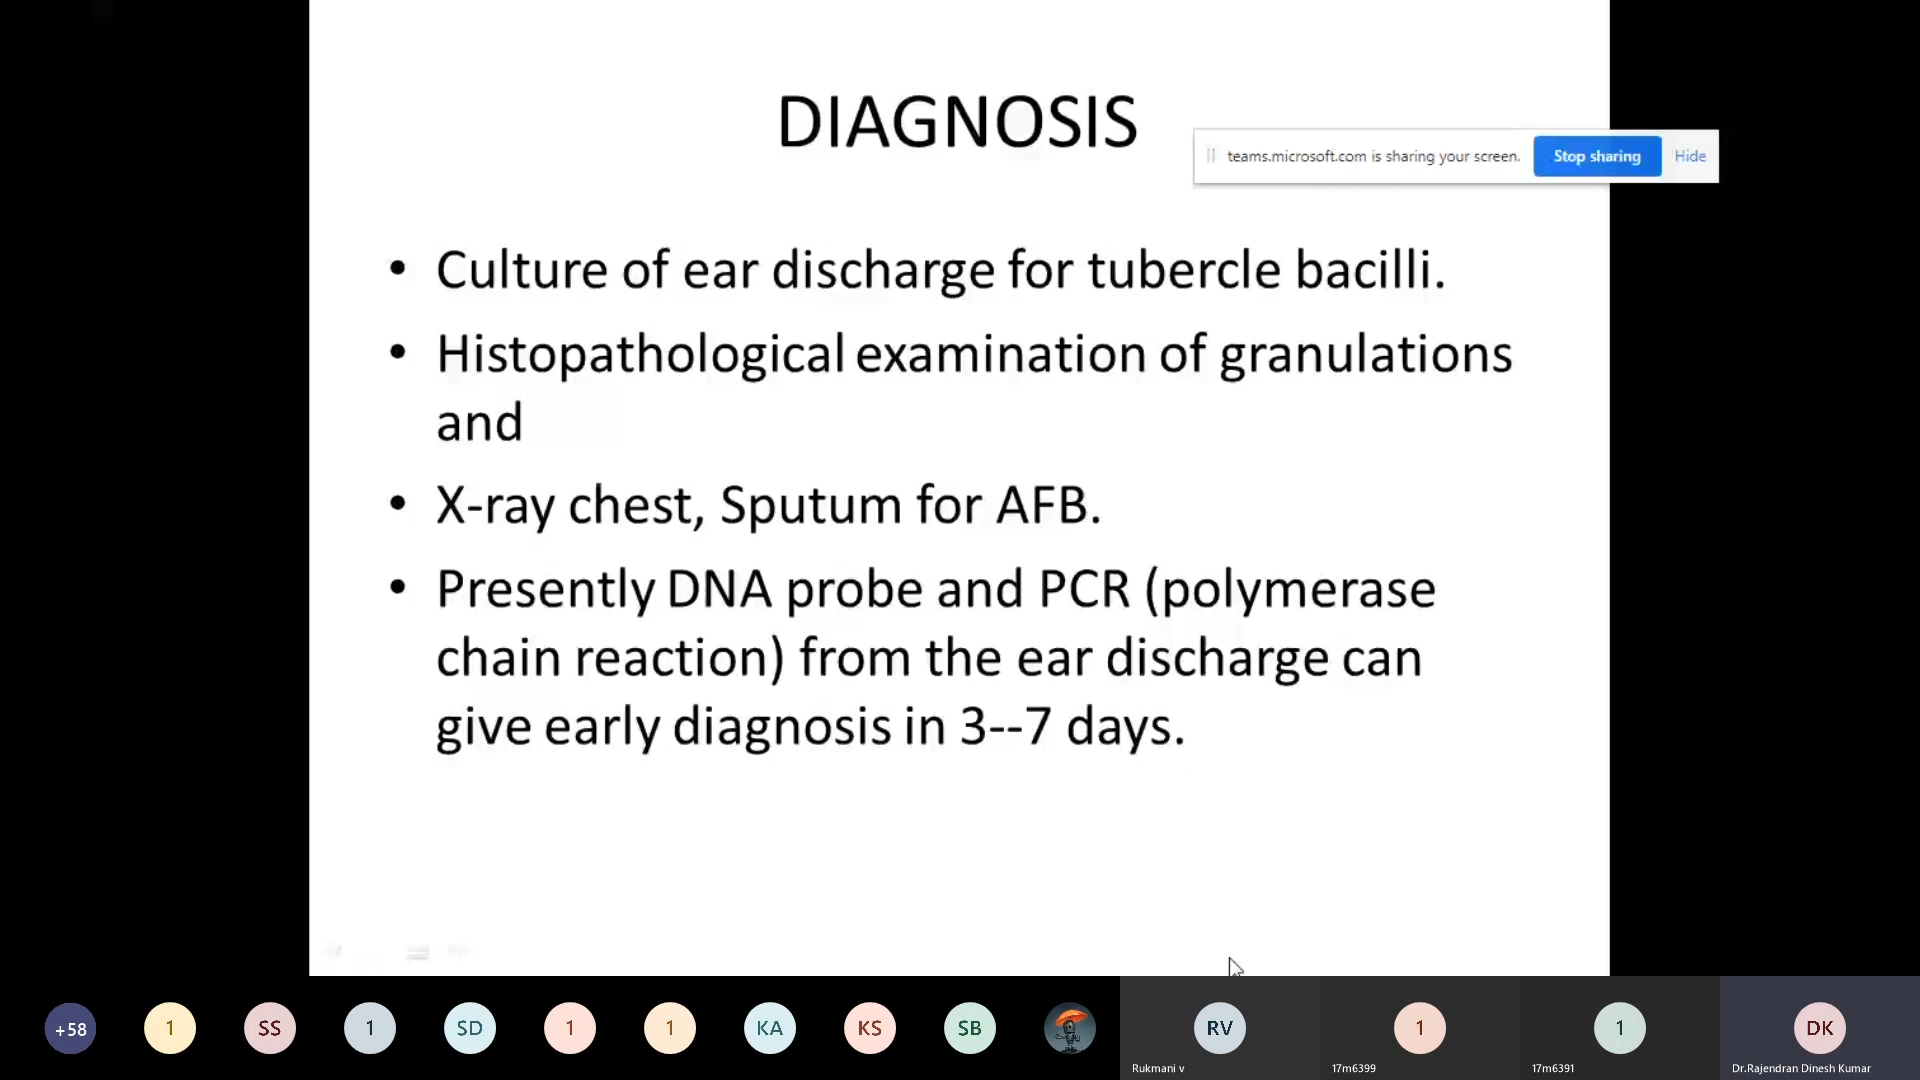 DIAGNOSIS
teams.microsoft.com is sharing your screen. Stop sharing Hide
• Culture of ear discharge for tubercle bacilli.
• Histopathological examination of granulations
and
• X-ray chest, Sputum for AFB.
• Presently DNA probe and PCR (polymerase
chain reaction) from the ear discharge can
give early diagnosis in 3--7 days.
+58 1 SS 1 SD 1 1 KA KS SB RV 1 1 DK
Rukmani v 17m6399 17m6391 Dr.Rajendran Dinesh Kumar